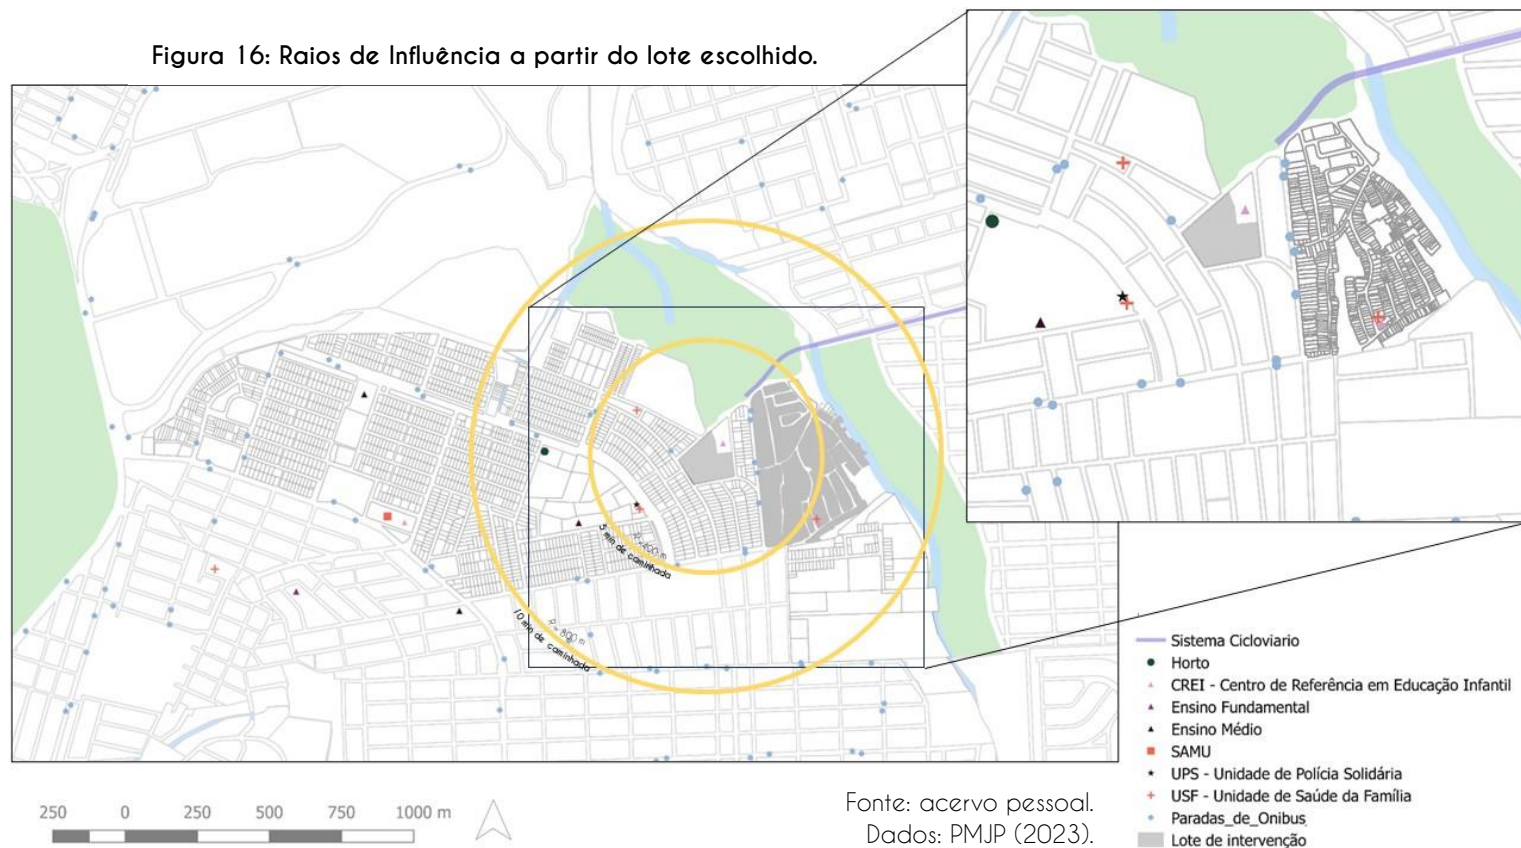 Figura 16: Raios de Influência a partir do lote escolhido.
R=400 m
5 min de caminhada
R= 800 m
10 min de caminhada
Sistema Cicloviario
Horto
CREI - Centro de Referência em Educação Infantil
Ensino Fundamental
Ensino Médio
SAMU
UPS - Unidade de Polícia Solidária
USF - Unidade de Saúde da Família
Paradas_de_Onibus
Lote de intervenção
250 0 250 500 750 1000 m
Fonte: acervo pessoal.
Dados: PMJP (2023).